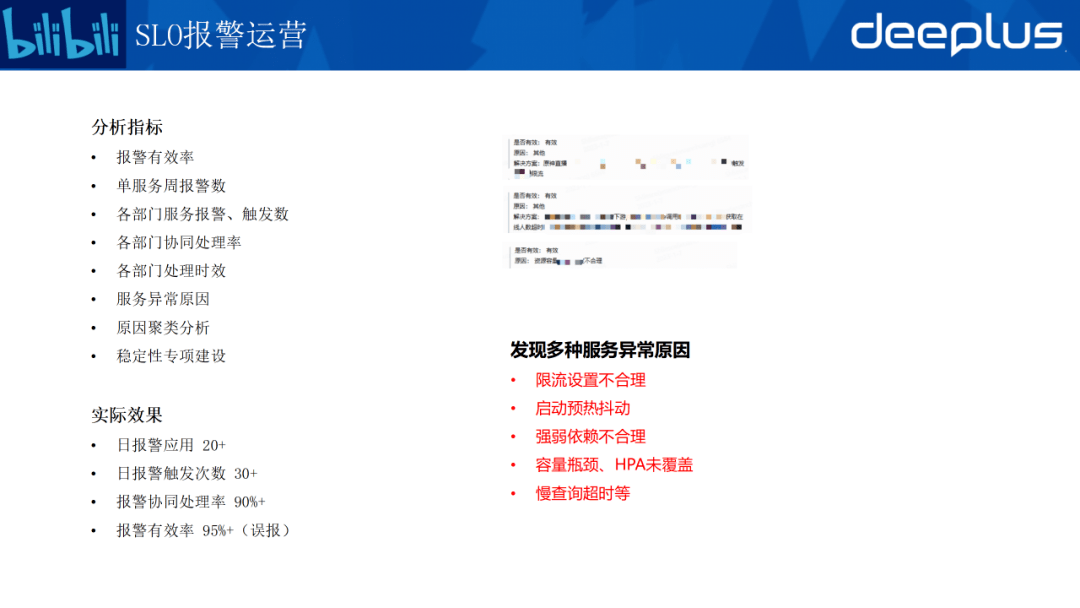 bilibili
SLO报警运营
deeplus
分析指标
• 报警有效率
• 单服务周报警数
• 各部门服务报警、触发数
• 各部门协同处理率
• 各部门处理时效
• 服务异常原因
• 原因聚类分析
• 稳定性专项建设
实际效果
• 日报警应用 20+
• 日报警触发次数 30+
• 报警协同处理率 90%+
• 报警有效率 95%+（误报）
是否有效： 有效
原因： 其他
解决方案： 原神直播 触发
限流
是否有效： 有效
原因： 其他
解决方案： 下游 调用 获取在
线人数超时
是否有效： 有效
原因： 资源容量 不合理
发现多种服务异常原因
• 限流设置不合理
• 启动预热抖动
• 强弱依赖不合理
• 容量瓶颈、HPA未覆盖
• 慢查询超时等